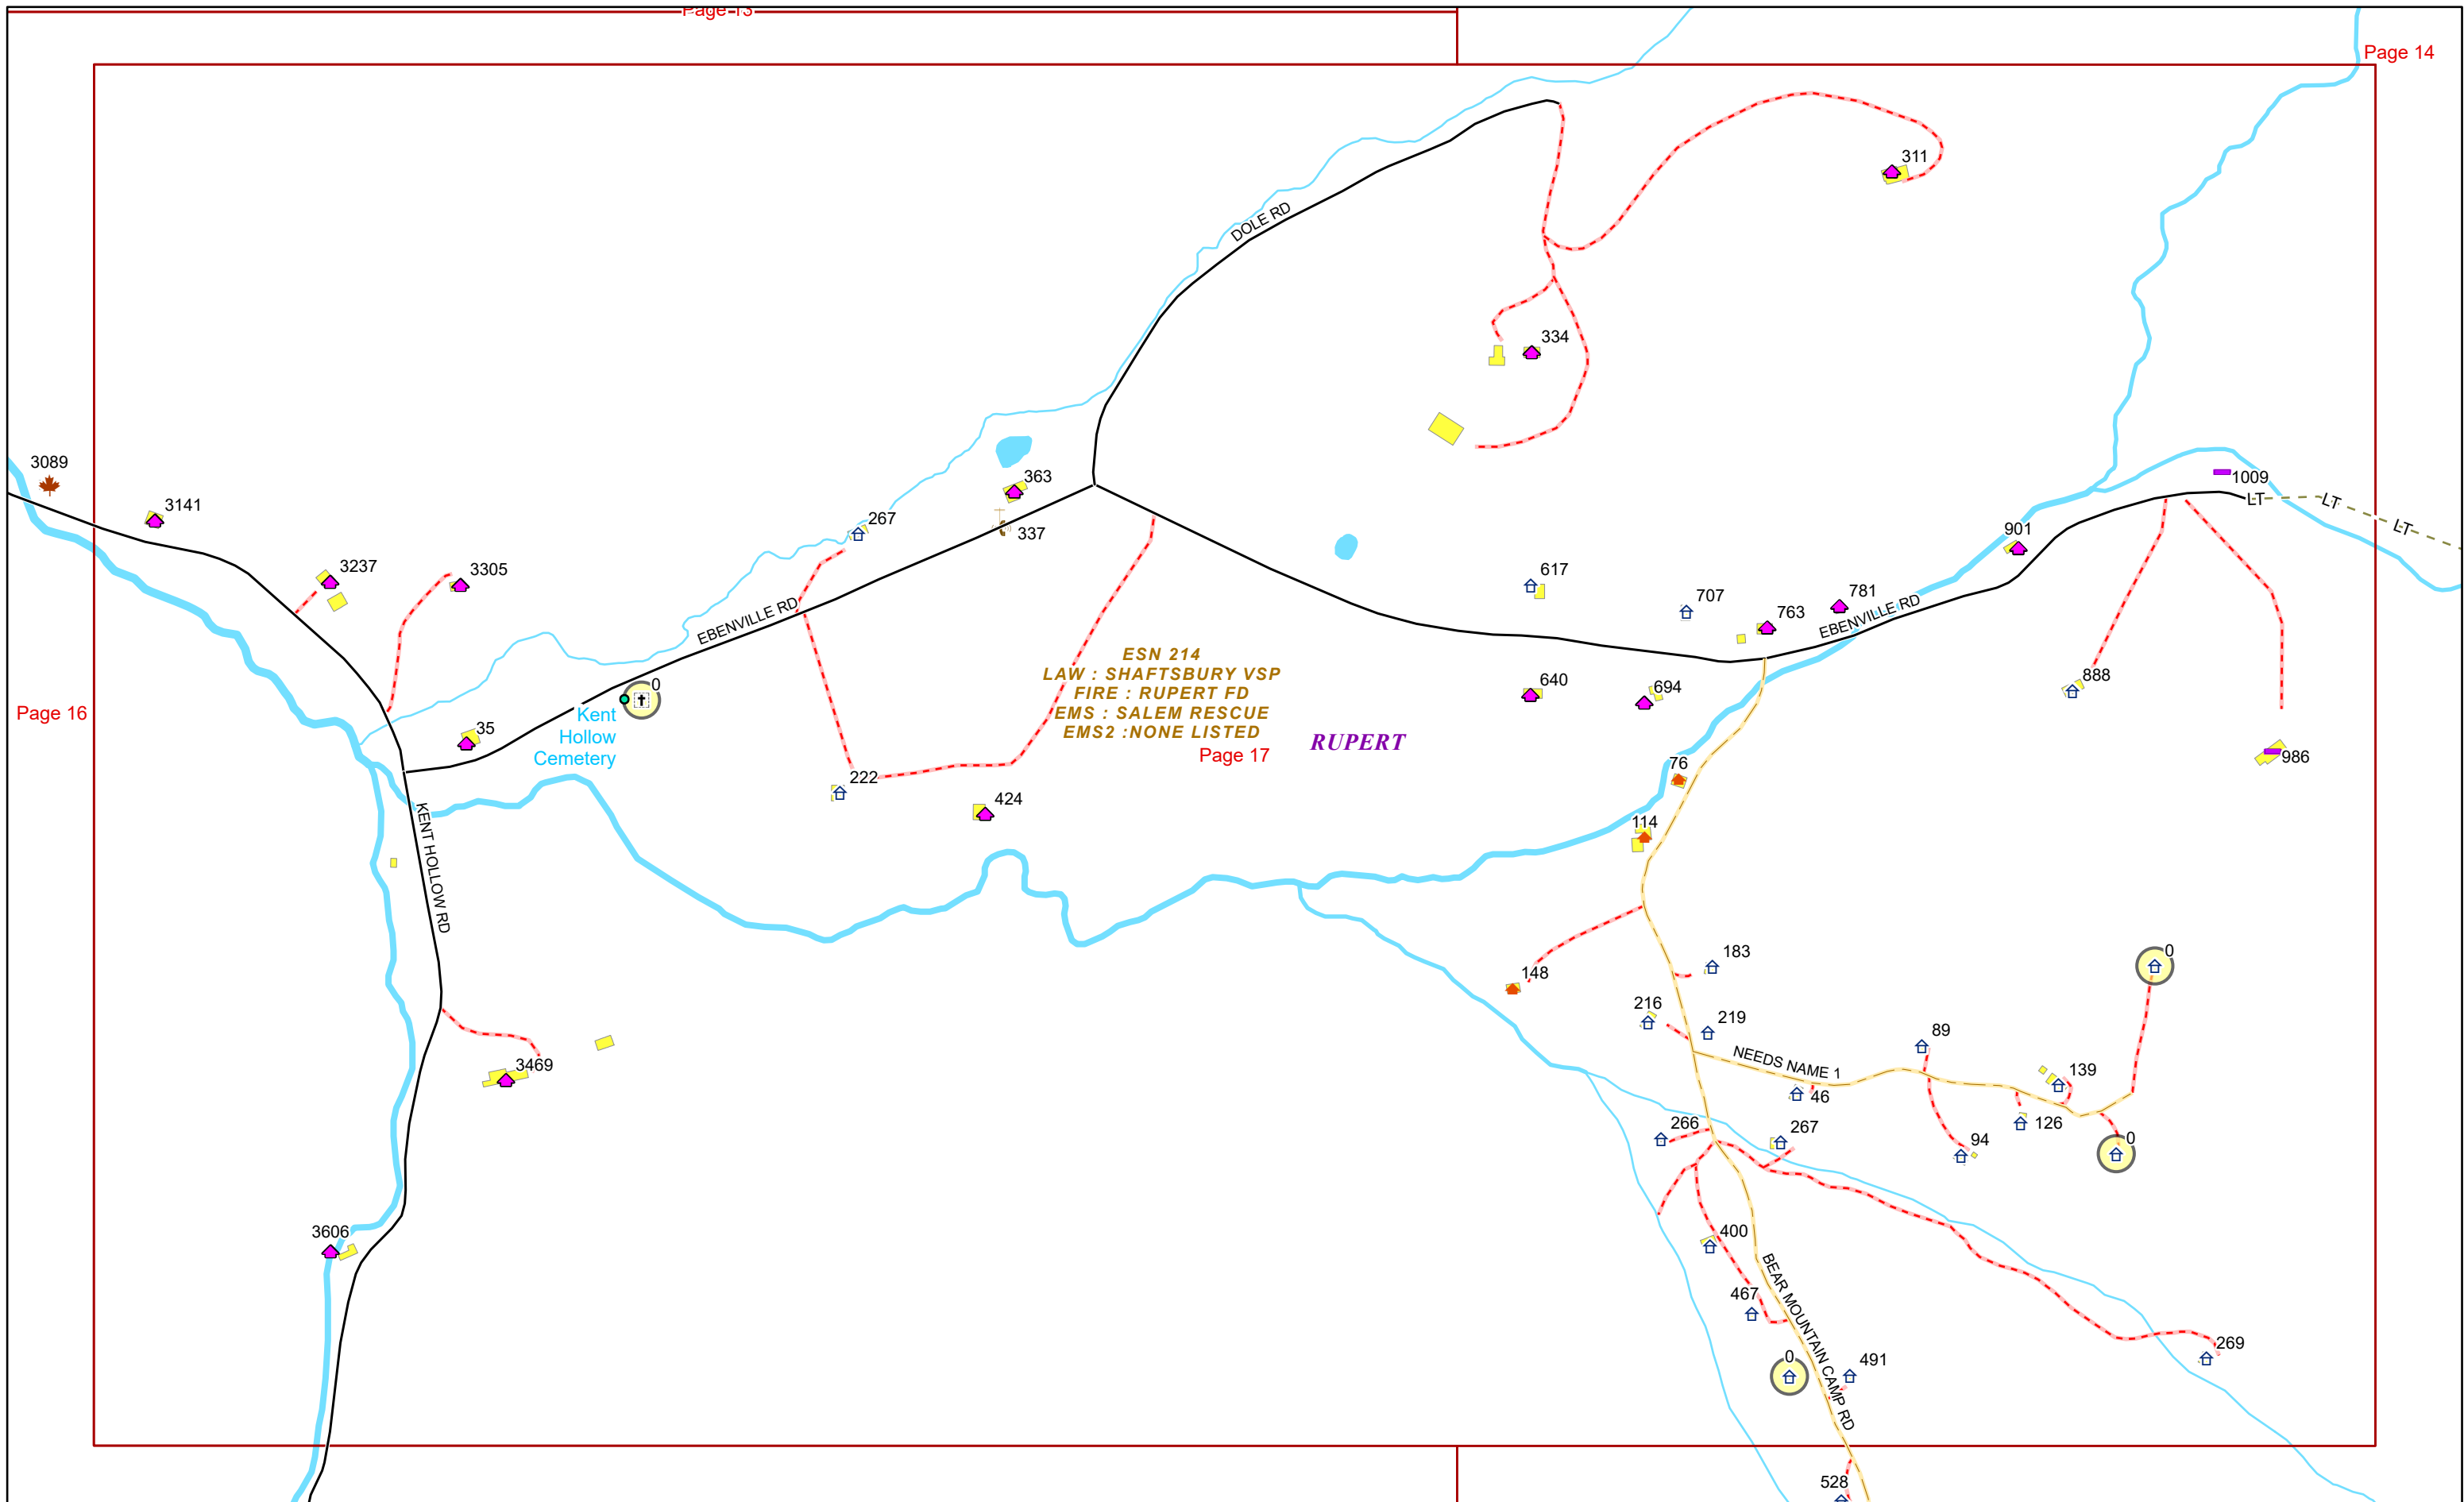 Page 13
Page 14
311
DOLE RD
334
3089
363
1009
LT
LT
LT
3141
267
337
901
3237
3305
617
707
781
763
EBENVILLE RD
EBENVILLE RD
ESN 214
LAW : SHAFTSBURY VSP
FIRE : RUPERT FD
EMS : SALEM RESCUE
EMS2 :NONE LISTED
0
Kent
Hollow
Cemetery
640
694
888
Page 16
35
RUPERT
Page 17
986
76
222
424
114
KENT HOLLOW RD
183
0
148
216
219
89
NEEDS NAME 1
139
3469
46
266
267
126
94
0
3606
400
467
BEAR MOUNTAIN CAMP RD
269
0
491
528